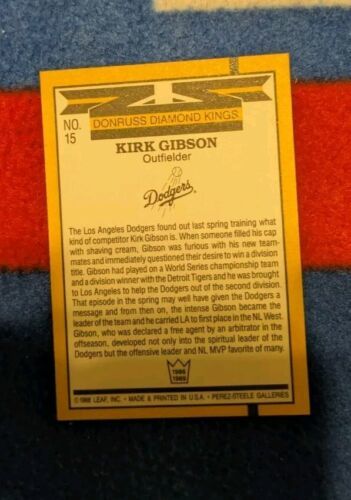 NO.
15
DONRUSS DIAMOND KINGS
KIRK GIBSON
Outfielder
Dodgers
The Los Angeles Dodgers found out last spring training what
kind of competitor Kirk Gibson is. When someone filled his cap
with shaving cream, Gibson was furious with his new team-
mates and immediately questioned their desire to win a division
title. Gibson had played on a World Series championship team
and a division winner with the Detroit Tigers and he was brought
to Los Angeles to help the Dodgers out of the second division.
That episode in the spring may well have given the Dodgers a
message and from then on, the intense Gibson became the
leader of the team and he carried LA to first place in the NL West.
Gibson, who was declared a free agent by an arbitrator in the
offseason, developed not only into the spiritual leader of the
Dodgers but the offensive leader and NL MVP favorite of many.
1986
1989
©1988 LEAF, INC. • MADE & PRINTED IN U.S.A. • PEREZ-STEELE GALLERIES